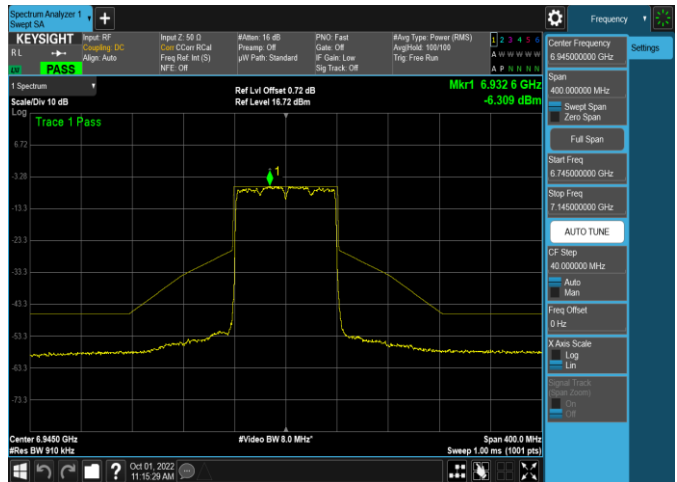 Spectrum Analyzer 1
Swept SA
Frequency
KEYSIGHT
R L
LW
PASS
Input: RF
Coupling: DC
Align: Auto
Input Z: 50 Ω
Corr CCorr RCal
Freq Ref: Int (S)
NFE: Off
#Atten: 16 dB
Preamp: Off
µW Path: Standard
PNO: Fast
Gate: Off
IF Gain: Low
Sig Track: Off
#Avg Type: Power (RMS)
Avg|Hold: 100/100
Trig: Free Run
1 2 3 4 5 6
A W W W W W
A P N N N N
1 Spectrum
Scale/Div 10 dB
Log
Ref Lvl Offset 0.72 dB
Ref Level 16.72 dBm
Mkr1 6.932 6 GHz
-6.309 dBm
Trace 1 Pass
1
6.72
-3.28
-13.3
-23.3
-33.3
-43.3
-53.3
-63.3
-73.3
Center 6.9450 GHz
#Res BW 910 kHz
#Video BW 8.0 MHz*
Span 400.0 MHz
Sweep 1.00 ms (1001 pts)
Center Frequency
6.945000000 GHz
Span
400.000000 MHz
Swept Span
Zero Span
Full Span
Start Freq
6.745000000 GHz
Stop Freq
7.145000000 GHz
AUTO TUNE
CF Step
40.000000 MHz
Auto
Man
Freq Offset
0 Hz
X Axis Scale
Log
Lin
Signal Track
(Span Zoom)
On
Off
Settings
?
Oct 01, 2022
11:15:29 AM